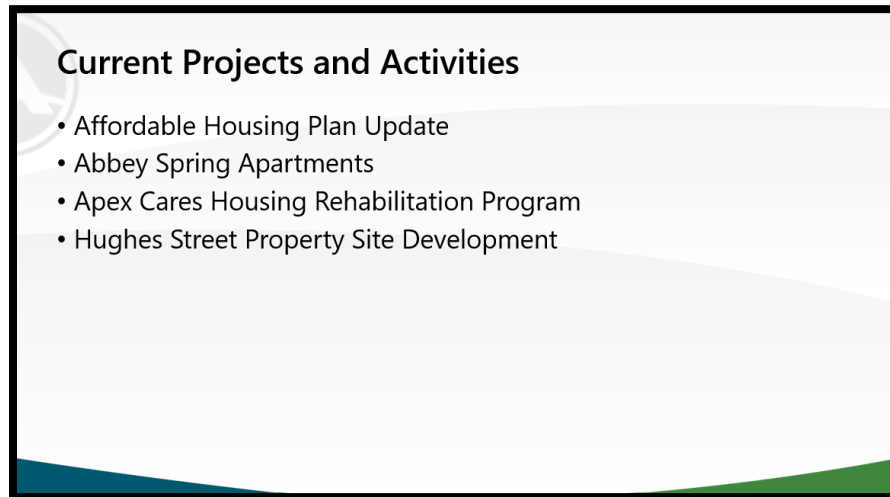 Current Projects and Activities
• Affordable Housing Plan Update
• Abbey Spring Apartments
• Apex Cares Housing Rehabilitation Program
• Hughes Street Property Site Development